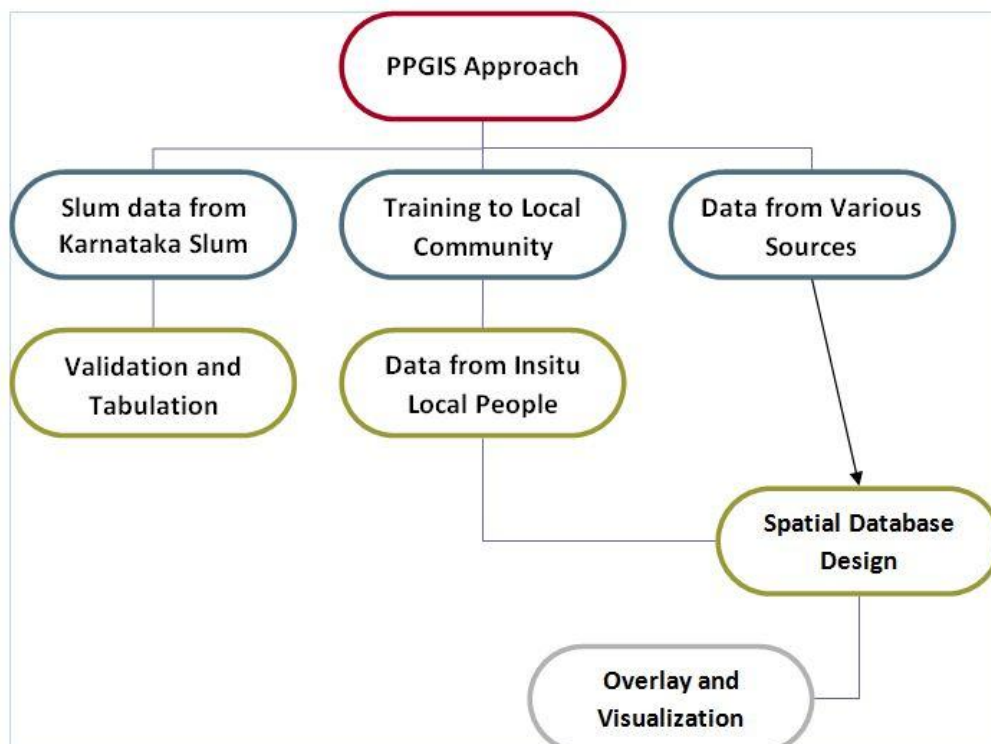 PPGIS Approach
Slum data from
Karnataka Slum
Training to Local
Community
Data from Various
Sources
Validation and
Tabulation
Data from Insitu
Local People
Spatial Database
Design
Overlay and
Visualization